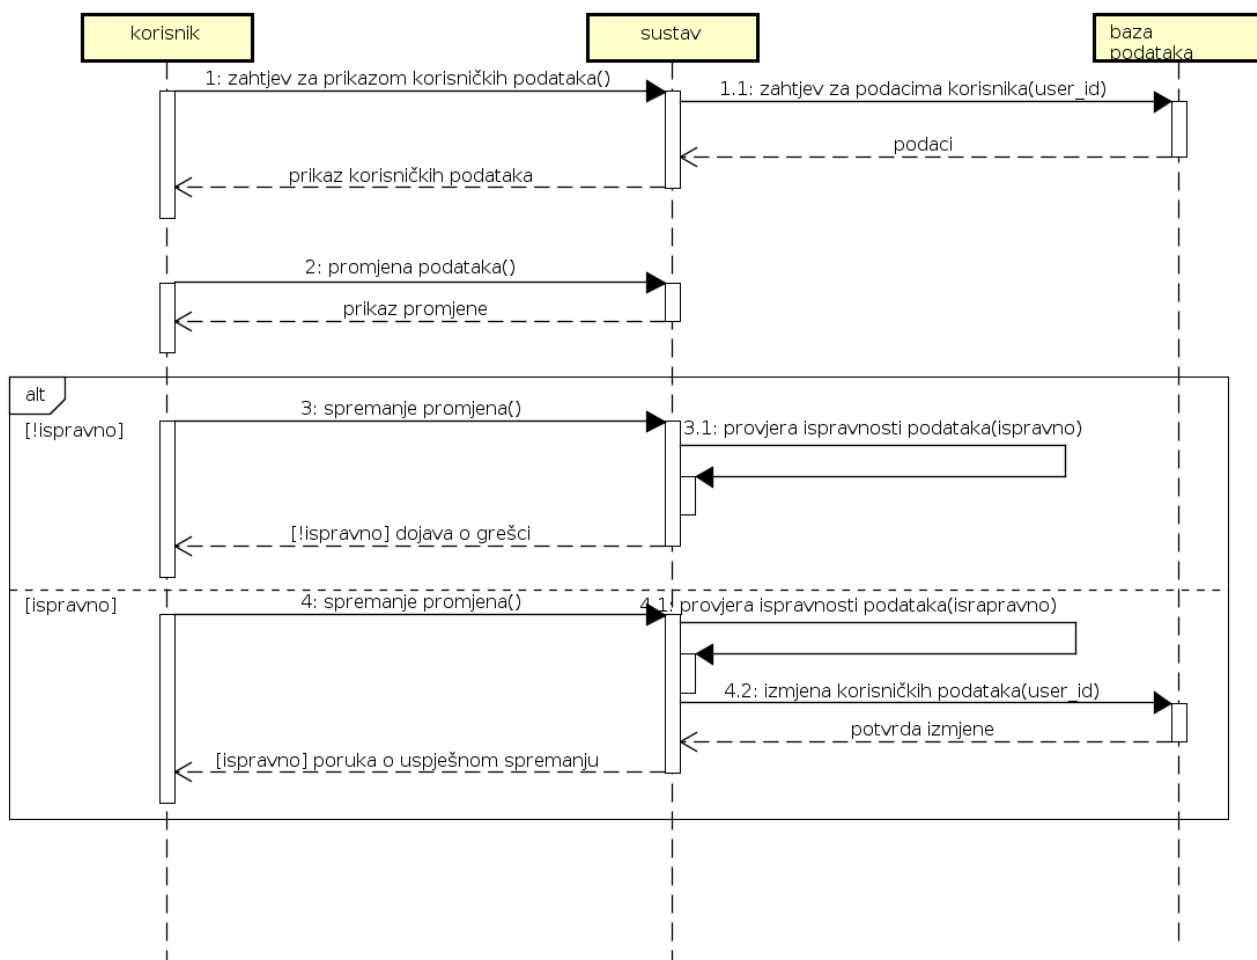 korisnik
sustav
baza
podataka
1: zahtjev za prikazom korisničkih podataka()
1.1: zahtjev za podacima korisnika(user_id)
podaci
prikaz korisničkih podataka
2: promjena podataka()
prikaz promjene
alt
3: spremanje promjena()
[!ispravno]
3.1: provjera ispravnosti podataka(ispravno)
[!ispravno] dojava o grešci
[ispravno]
4: spremanje promjena()
4.1: provjera ispravnosti podataka(israpravno)
4.2: izmjena korisničkih podataka(user_id)
potvrda izmjene
[ispravno] poruka o uspješnom spremanju